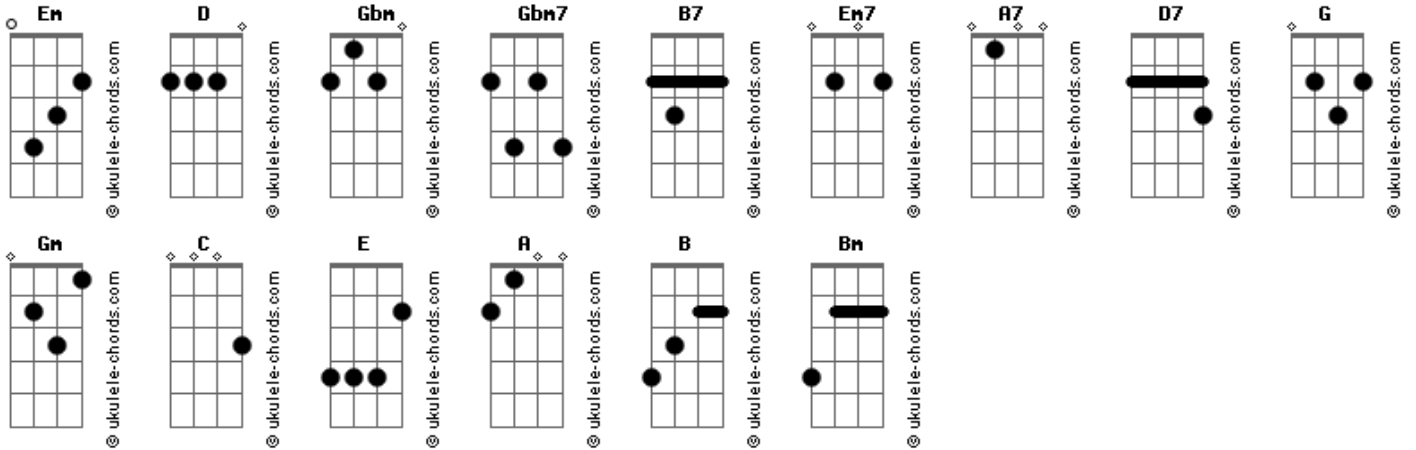 Em D Gbm Gbm7 B7 Em7 A7 D7 G
© ukulele-chords.com © ukulele-chords.com © ukulele-chords.com © ukulele-chords.com © ukulele-chords.com © ukulele-chords.com © ukulele-chords.com © ukulele-chords.com © ukulele-chords.com
Gm C E A B Bm
© ukulele-chords.com © ukulele-chords.com © ukulele-chords.com © ukulele-chords.com © ukulele-chords.com © ukulele-chords.com